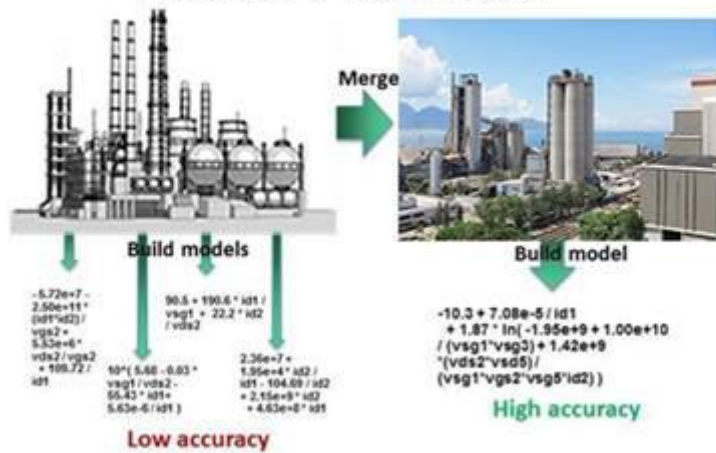 Merge
Build models
- 5.72e+7 -
2.50e+11 *
(id1*id2) /
vgs2 +
5.53e+6 *
vds2 / vgs2
+ 109.72 /
id1
10^( 5.68 - 0.03 *
vsg1 / vds2 -
55.43 * id1+
5.63e-6 / id1 )
90.5 + 190.6 * id1 /
vsg1 + 22.2 * id2
/ vds2
2.36e+7 +
1.95e+4 * id2 /
id1 - 104.69 / id2
+ 2.15e+9 * id2
+ 4.63e+8 * id1
Low accuracy
Build model
-10.3 + 7.08e-5 / id1
+ 1.87 * ln( -1.95e+9 + 1.00e+10
/ (vsg1*vsg3) + 1.42e+9
*(vds2*vsd5) /
(vsg1*vgs2*vsg5*id2) )
High accuracy